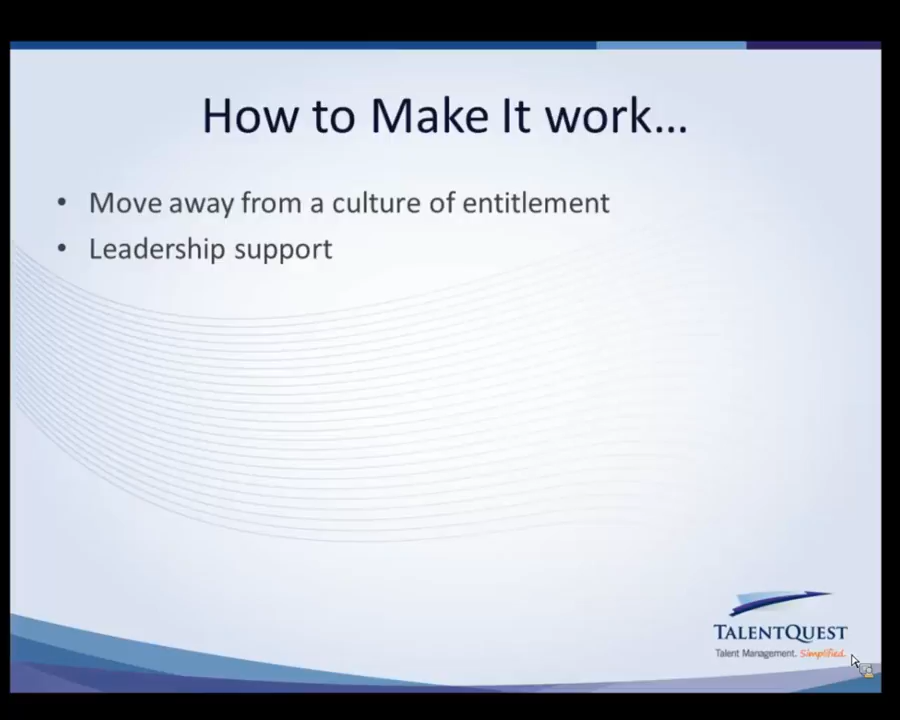 How to Make It work...
• Move away from a culture of entitlement
• Leadership support
TALENTQUEST
Talent Management. Simplified.